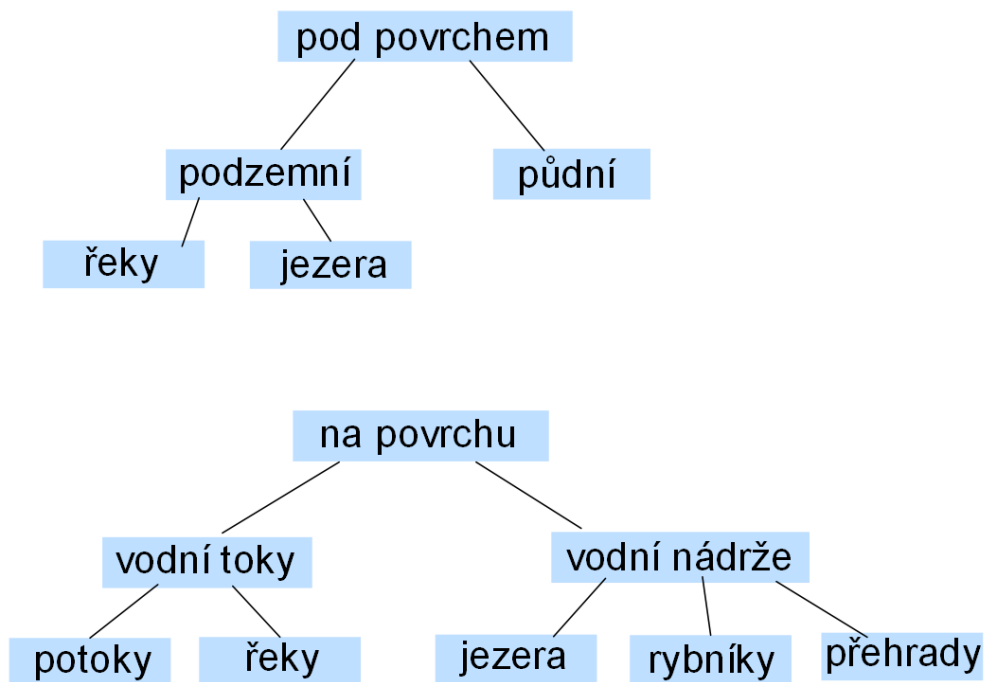 pod povrchem
podzemní
půdní
řeky
jezera
na povrchu
vodní toky
vodní nádrže
potoky
řeky
jezera
rybníky
přehrady